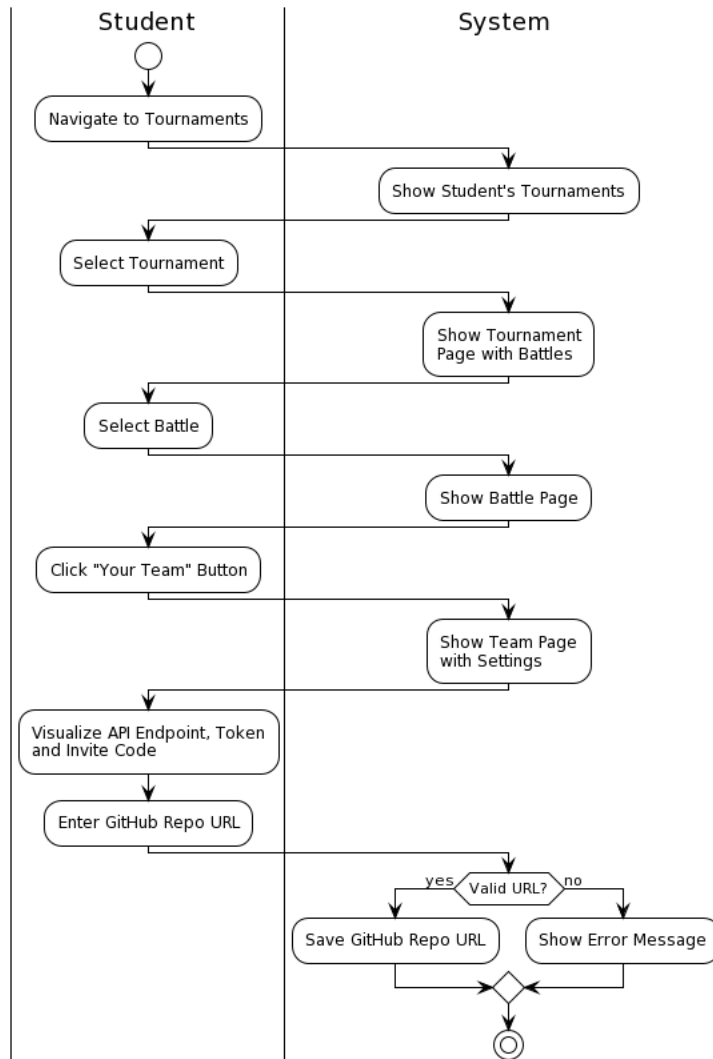 Student
System
Navigate to Tournaments
Show Student's Tournaments
Select Tournament
Show Tournament
Page with Battles
Select Battle
Show Battle Page
Click "Your Team" Button
Show Team Page
with Settings
Visualize API Endpoint, Token
and Invite Code
Enter GitHub Repo URL
yes
Valid URL?
no
Save GitHub Repo URL
Show Error Message